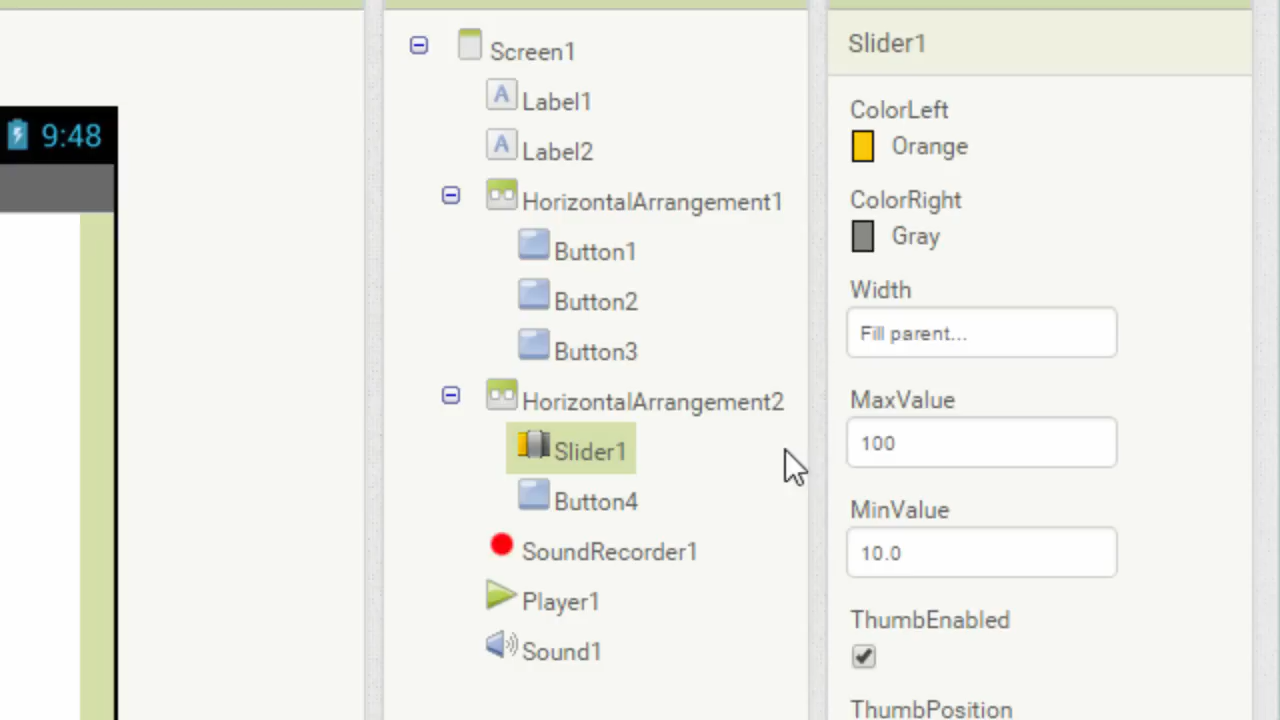 9:48
Screen1
A Label1
A Label2
HorizontalArrangement1
Button1
Button2
Button3
HorizontalArrangement2
Slider1
Button4
SoundRecorder1
Player1
Sound1
Slider1
ColorLeft
Orange
ColorRight
Gray
Width
Fill parent...
MaxValue
100
MinValue
10.0
ThumbEnabled
ThumbPosition